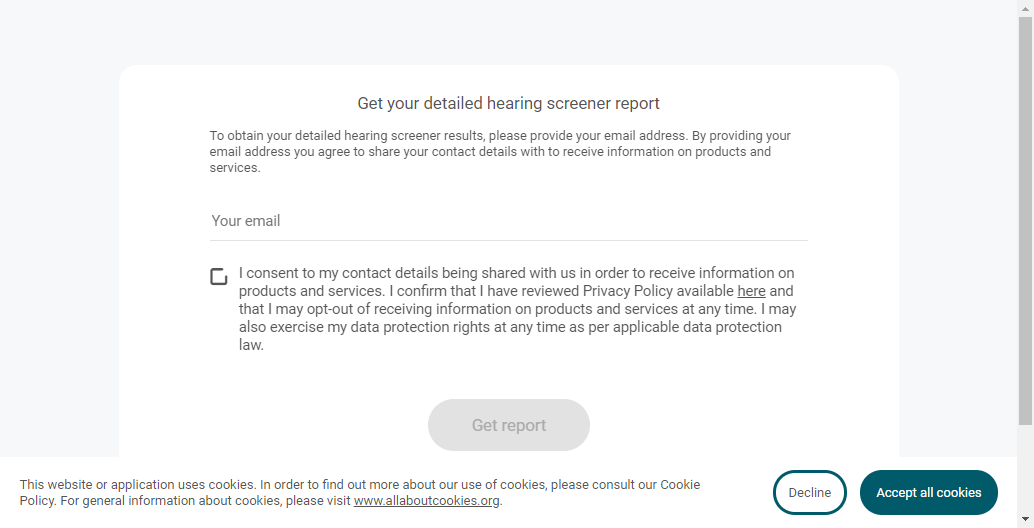 Get your detailed hearing screener report
To obtain your detailed hearing screener results, please provide your email address. By providing your
email address you agree to share your contact details with to receive information on products and
services.
Your email
I consent to my contact details being shared with us in order to receive information on
products and services. I confirm that I have reviewed Privacy Policy available here and
that I may opt-out of receiving information on products and services at any time. I may
also exercise my data protection rights at any time as per applicable data protection
law.
Get report
This website or application uses cookies. In order to find out more about our use of cookies, please consult our Cookie
Policy. For general information about cookies, please visit www.allaboutcookies.org.
Decline
Accept all cookies